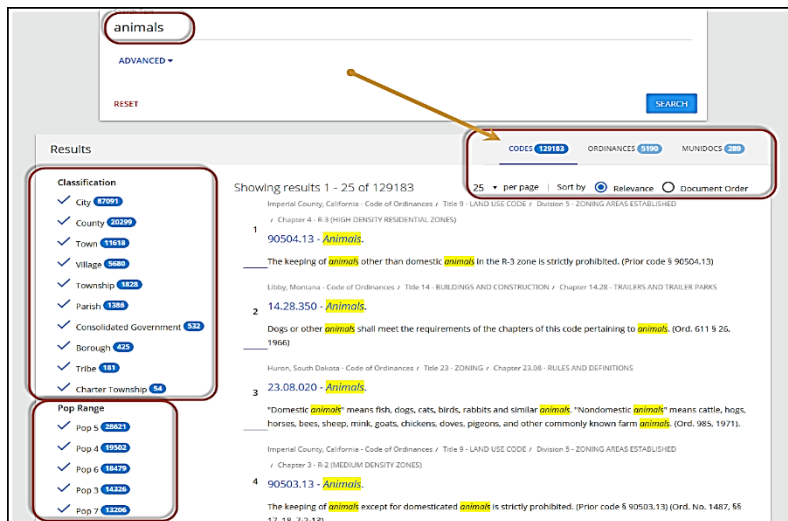 animals
ADVANCED
RESET
SEARCH
Results
CODES 129183 ORDINANCES 5190 MUNIDOCS 289
Classification
City 87091
County 20299
Town 11618
Village 5680
Township 1828
Parish 1386
Consolidated Government 532
Borough 425
Tribe 181
Charter Township 54
Pop Range
Pop 5 28621
Pop 4 19502
Pop 6 18479
Pop 3 14326
Pop 7 13206
Showing results 1 - 25 of 129183
25 per page | Sort by Relevance Document Order
Imperial County, California - Code of Ordinances / Title 9 - LAND USE CODE / Division 5 - ZONING AREAS ESTABLISHED
/ Chapter 4 - R-3 (HIGH DENSITY RESIDENTIAL ZONES)
1
90504.13 - Animals.
The keeping of animals other than domestic animals in the R-3 zone is strictly prohibited. (Prior code § 90504.13)
Libby, Montana - Code of Ordinances / Title 14 - BUILDINGS AND CONSTRUCTION / Chapter 14.28 - TRAILERS AND TRAILER PARKS
2 14.28.350 - Animals.
Dogs or other animals shall meet the requirements of the chapters of this code pertaining to animals. (Ord. 611 § 26,
1966)
Huron, South Dakota - Code of Ordinances / Title 23 - ZONING / Chapter 23.08 - RULES AND DEFINITIONS
3 23.08.020 - Animals.
"Domestic animals" means fish, dogs, cats, birds, rabbits and similar animals. "Nondomestic animals" means cattle, hogs,
horses, bees, sheep, mink, goats, chickens, doves, pigeons, and other commonly known farm animals. (Ord. 985, 1971).
Imperial County, California - Code of Ordinances / Title 9 - LAND USE CODE / Division 5 - ZONING AREAS ESTABLISHED
/ Chapter 3 - R-2 (MEDIUM DENSITY ZONES)
4 90503.13 - Animals.
The keeping of animals except for domesticated animals is strictly prohibited. (Prior code § 90503.13) (Ord. No. 1487, §§
17, 18, 7-2-13)